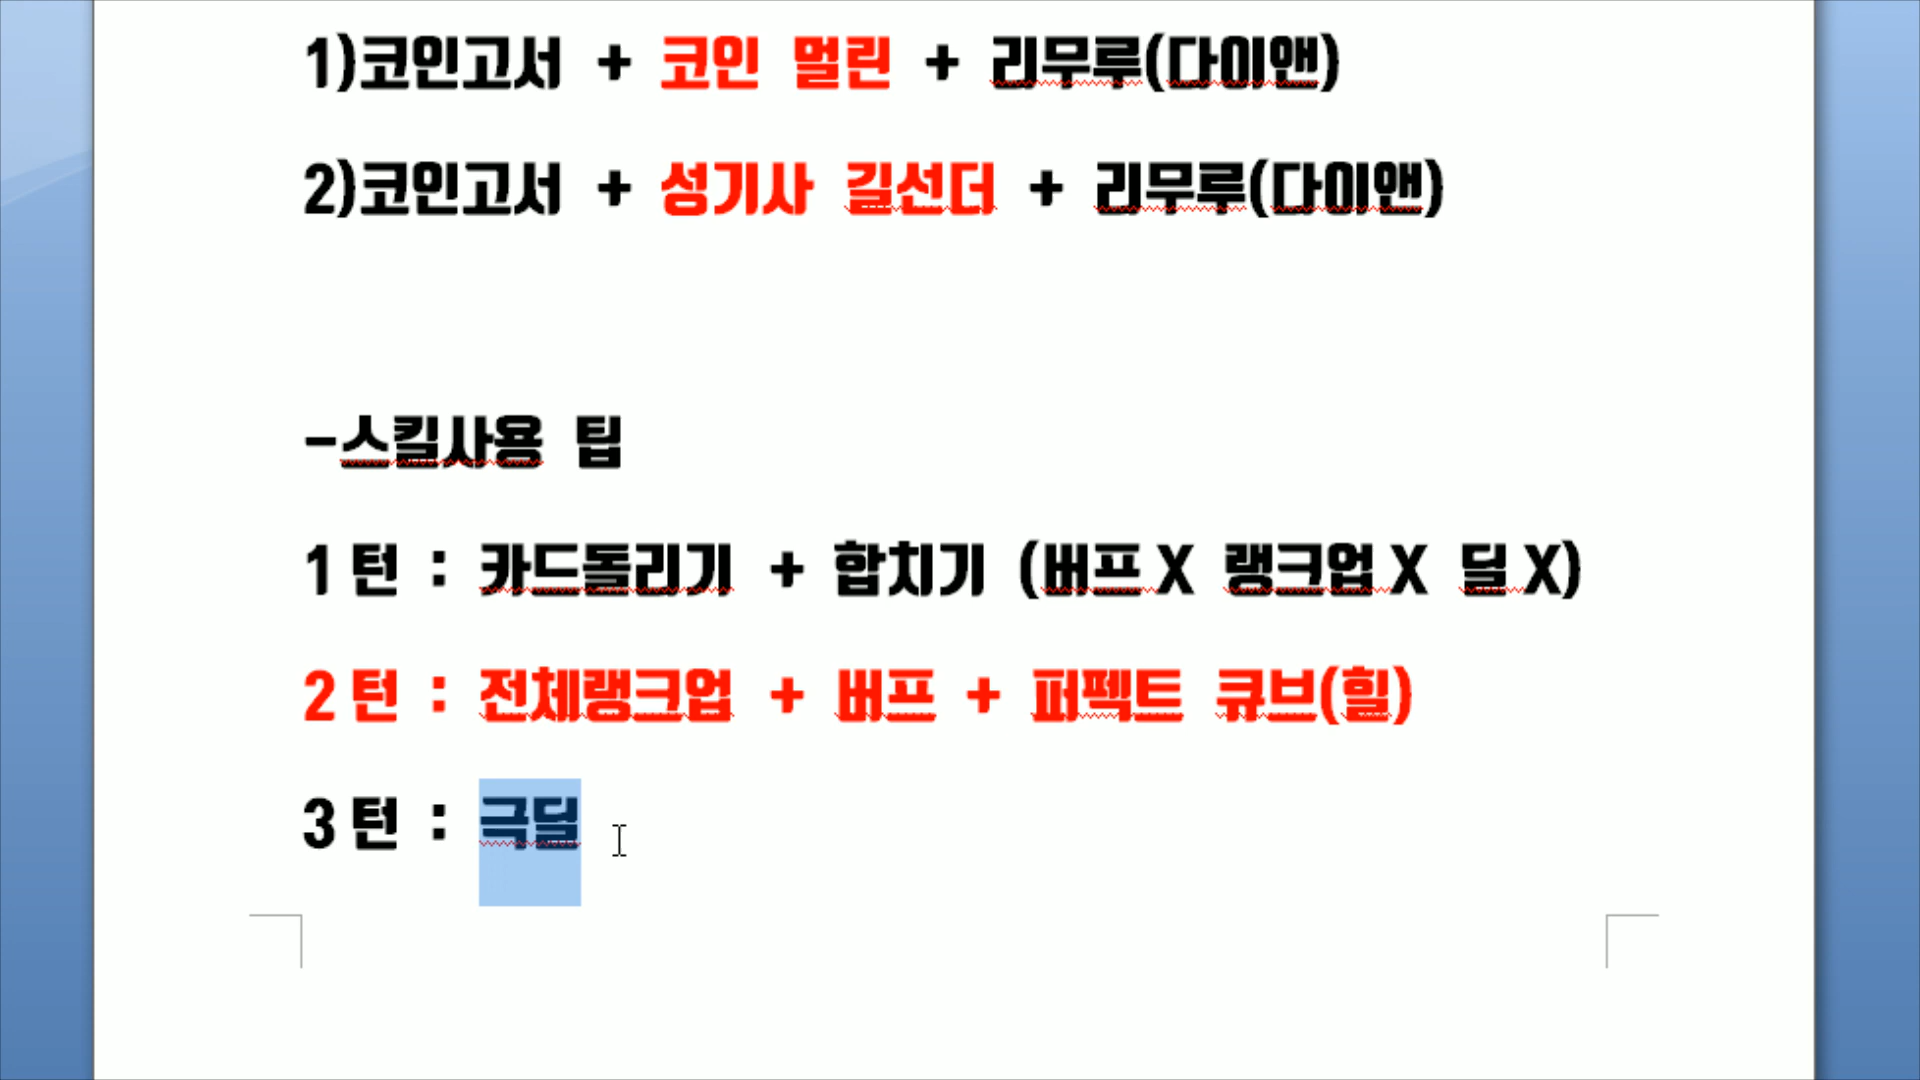 1)코인고서 + 코인 멀린 + 리무루(다이앤)
2)코인고서 + 성기사 길선더 + 리무루(다이앤)
-스킬사용 팁
1턴 : 카드돌리기 + 합치기 (버프X 랭크업X 딜X)
2턴 : 전체랭크업 + 버프 + 퍼펙트 큐브(힐)
3턴 : 극딜